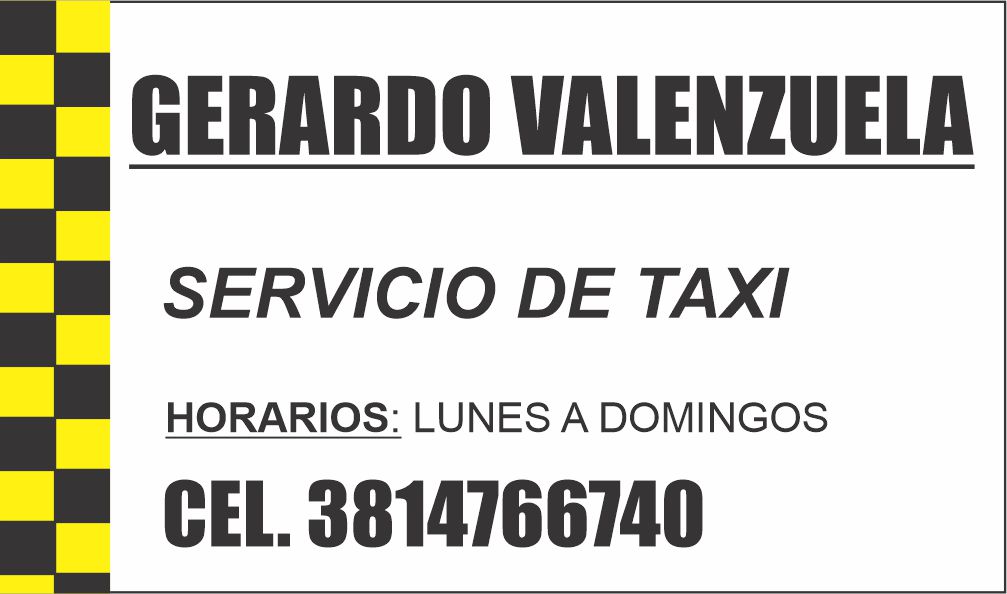 GERARDO VALENZUELA
SERVICIO DE TAXI
HORARIOS: LUNES A DOMINGOS
CEL. 3814766740